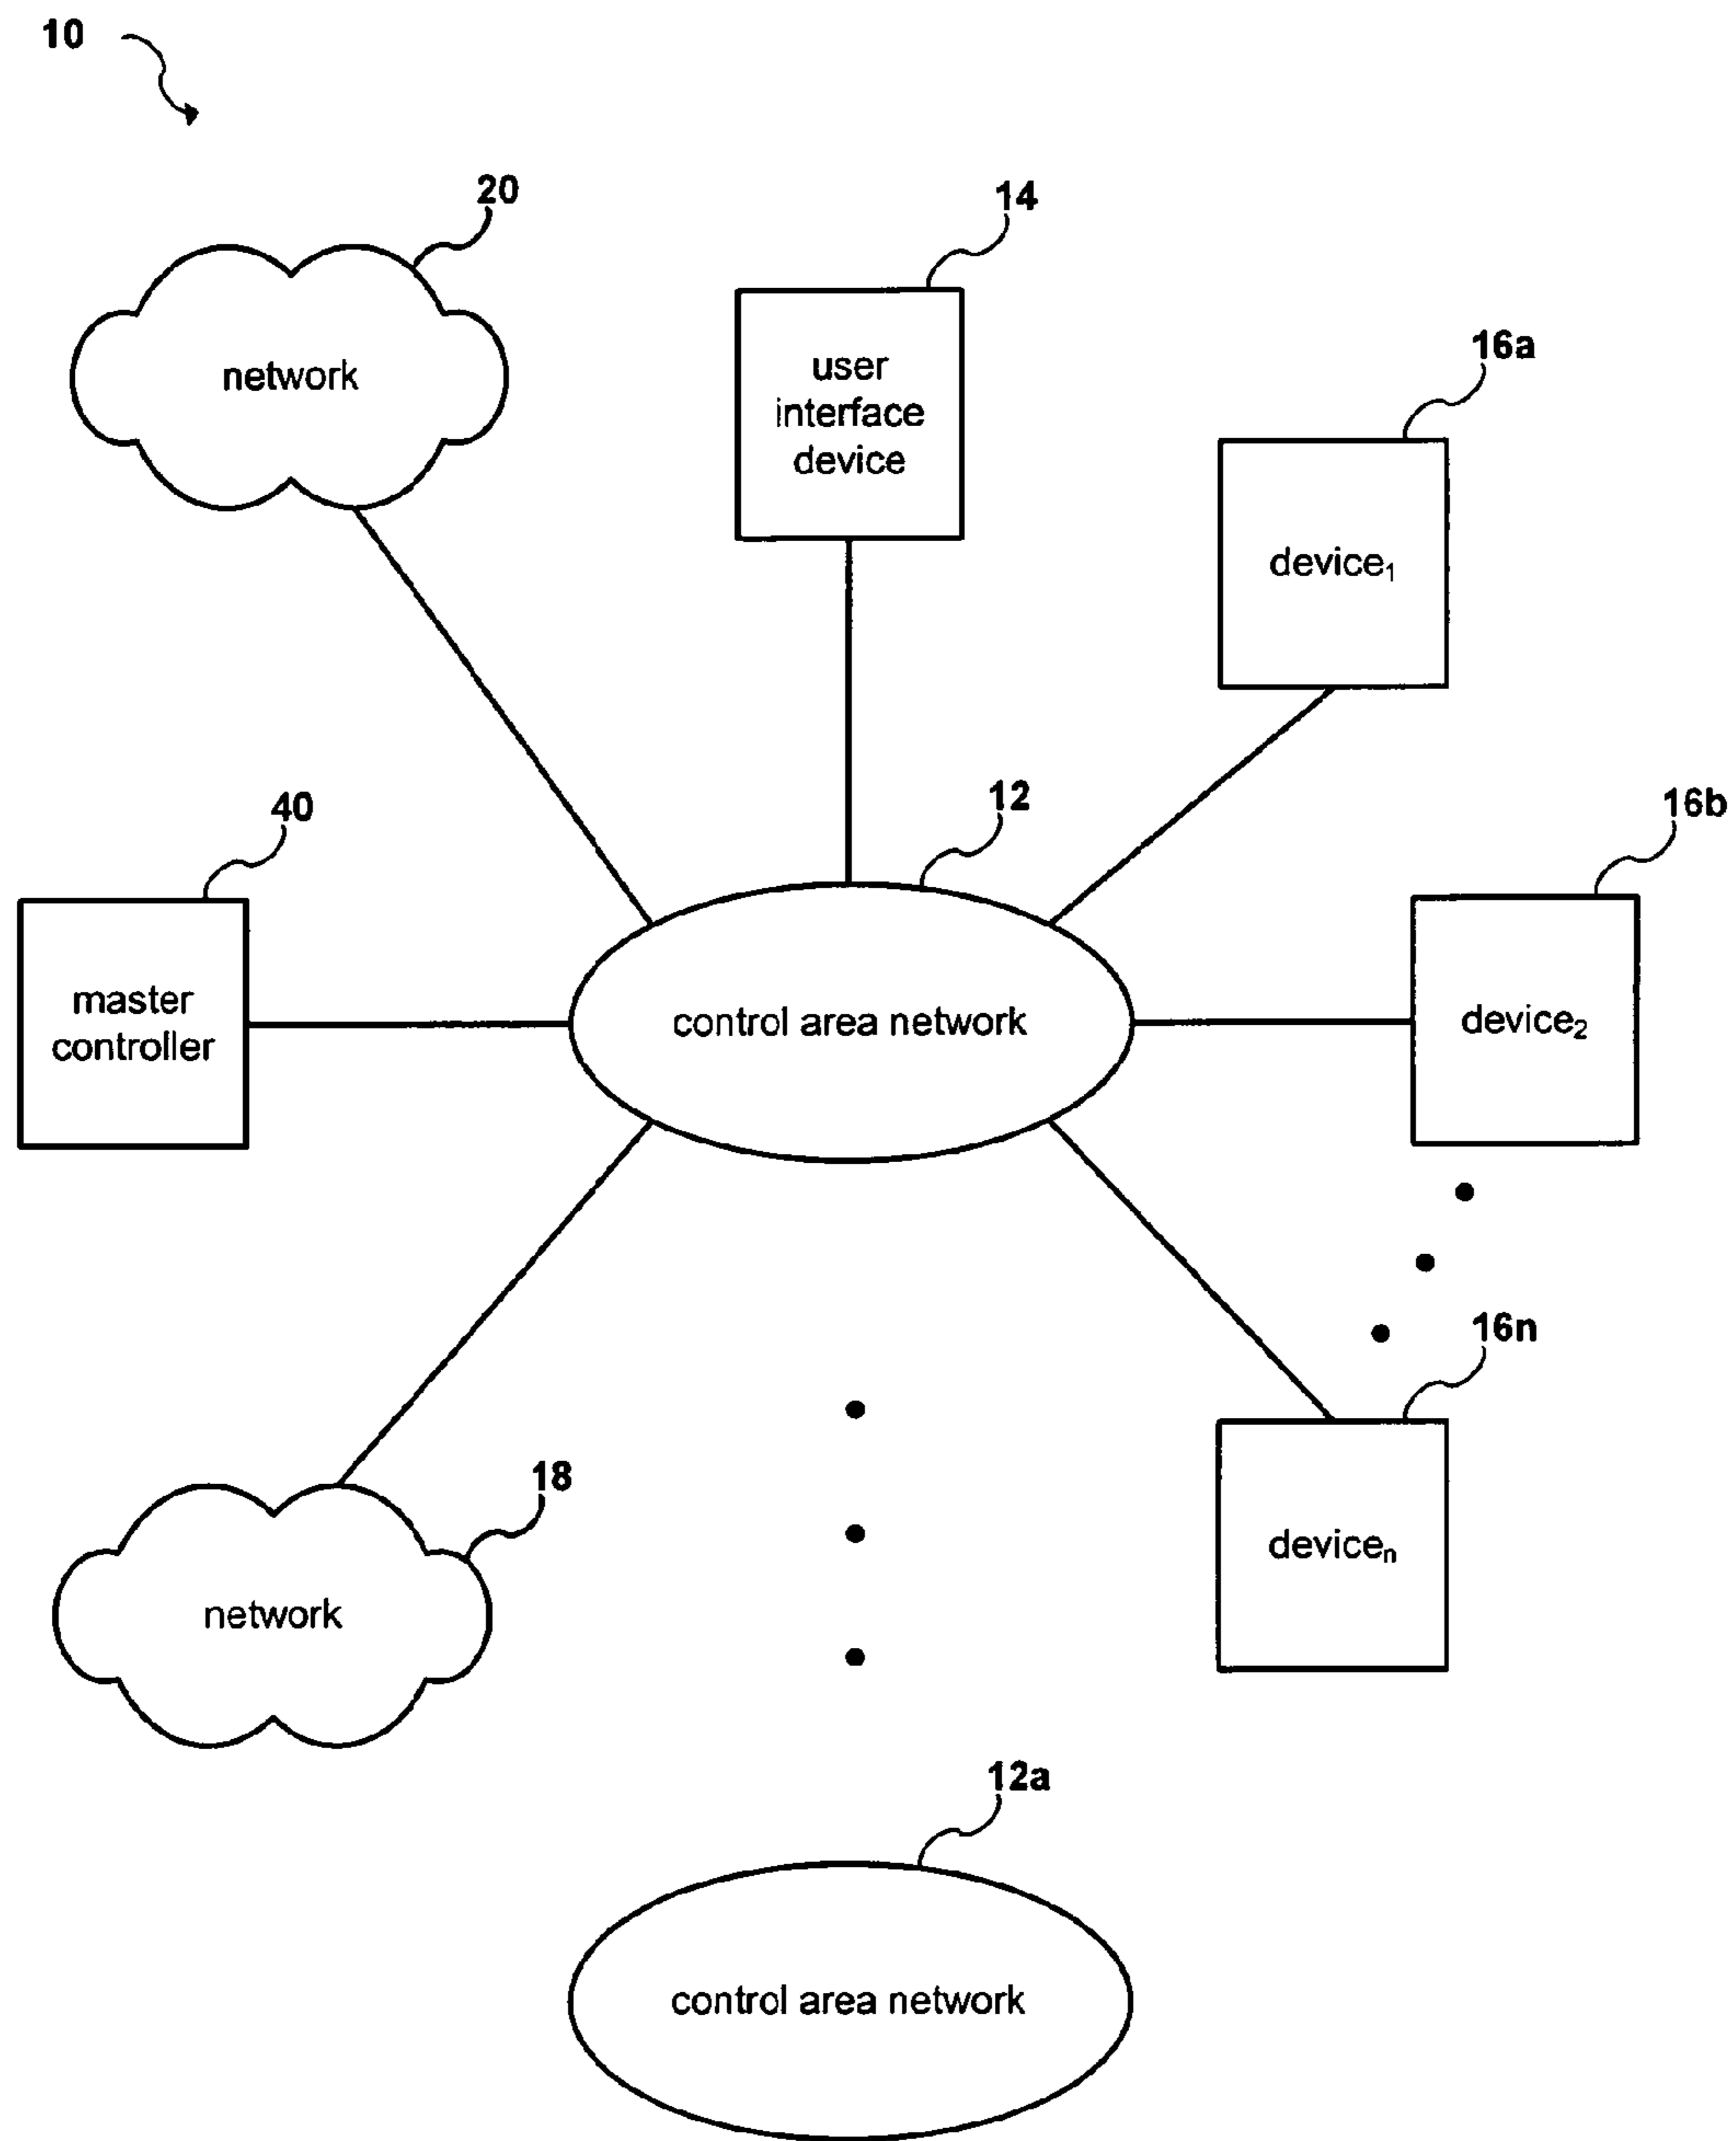 10
20
14
network
user
interface
device
16a
device₁
40
12
16b
master
controller
control area network
device₂
16n
18
network
deviceₙ
12a
control area network